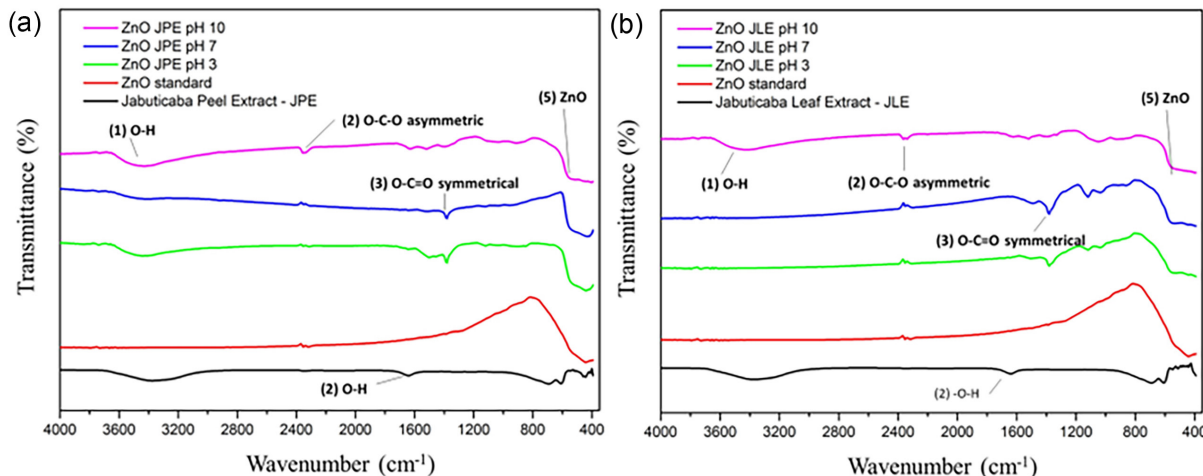 (a)
ZnO JPE pH 10
ZnO JPE pH 7
ZnO JPE pH 3
ZnO standard
Jabuticaba Peel Extract - JPE
(5) ZnO
(1) O-H
(2) O-C-O asymmetric
(3) O-C=O symmetrical
(2) O-H
Transmittance (%)
4000 3600 3200 2800 2400 2000 1600 1200 800 400
Wavenumber (cm⁻¹)
(b)
ZnO JLE pH 10
ZnO JLE pH 7
ZnO JLE pH 3
ZnO standard
Jabuticaba Leaf Extract - JLE
(5) ZnO
(1) O-H
(2) O-C-O asymmetric
(3) O-C=O symmetrical
(2) -O-H
Transmittance (%)
4000 3600 3200 2800 2400 2000 1600 1200 800 400
Wavenumber (cm⁻¹)